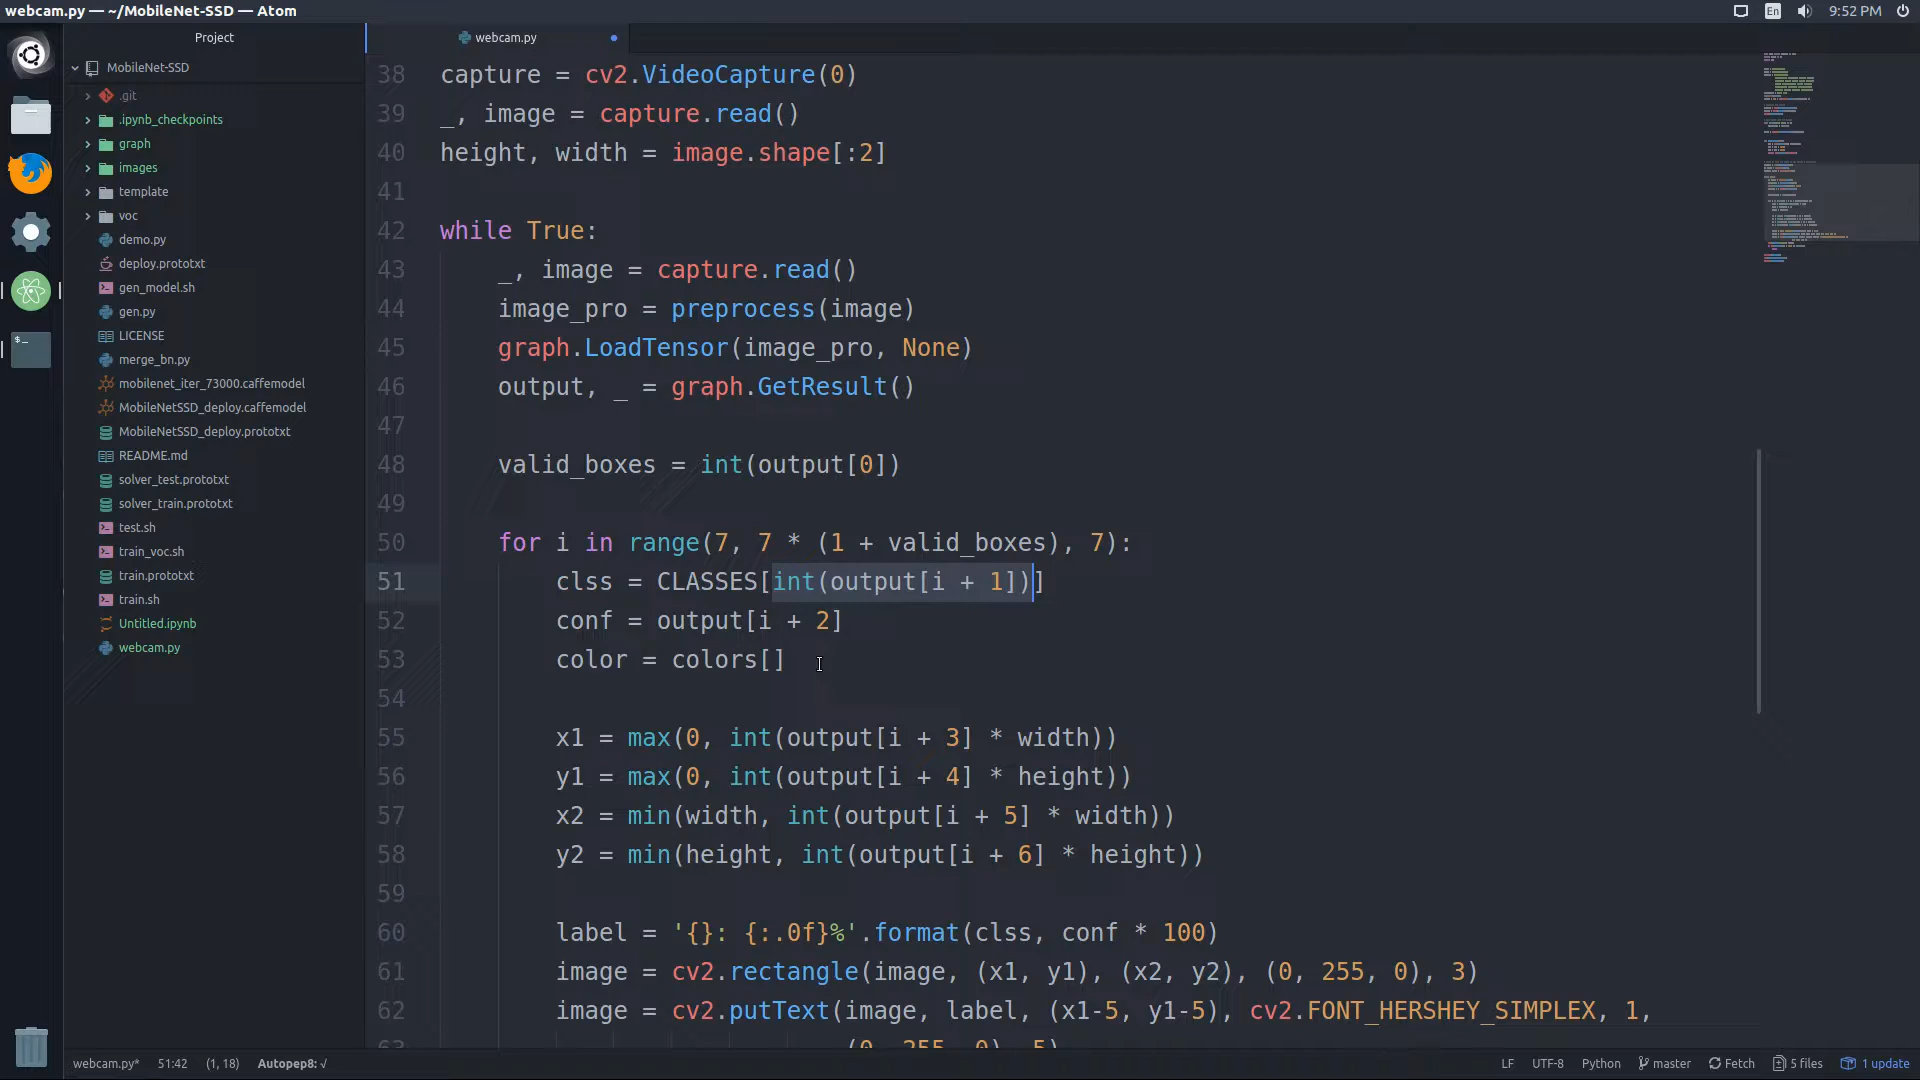 webcam.py — ~/MobileNet-SSD — Atom
En
9:52 PM
Project
webcam.py
MobileNet-SSD
.git
.ipynb_checkpoints
graph
images
template
voc
demo.py
deploy.prototxt
gen_model.sh
gen.py
LICENSE
merge_bn.py
mobilenet_iter_73000.caffemodel
MobileNetSSD_deploy.caffemodel
MobileNetSSD_deploy.prototxt
README.md
solver_test.prototxt
solver_train.prototxt
test.sh
train_voc.sh
train.prototxt
train.sh
Untitled.ipynb
webcam.py
38 capture = cv2.VideoCapture(0)
39 _, image = capture.read()
40 height, width = image.shape[:2]
41
42 while True:
43 _, image = capture.read()
44 image_pro = preprocess(image)
45 graph.LoadTensor(image_pro, None)
46 output, _ = graph.GetResult()
47
48 valid_boxes = int(output[0])
49
50 for i in range(7, 7 * (1 + valid_boxes), 7):
51 clss = CLASSES[int(output[i + 1])]
52 conf = output[i + 2]
53 color = colors[]
54
55 x1 = max(0, int(output[i + 3] * width))
56 y1 = max(0, int(output[i + 4] * height))
57 x2 = min(width, int(output[i + 5] * width))
58 y2 = min(height, int(output[i + 6] * height))
59
60 label = '{}: {:.0f}%'.format(clss, conf * 100)
61 image = cv2.rectangle(image, (x1, y1), (x2, y2), (0, 255, 0), 3)
62 image = cv2.putText(image, label, (x1-5, y1-5), cv2.FONT_HERSHEY_SIMPLEX, 1,
63 (0, 255, 0), 5)
webcam.py* 51:42 (1, 18) Autopep8: √ LF UTF-8 Python master Fetch 5 files 1 update